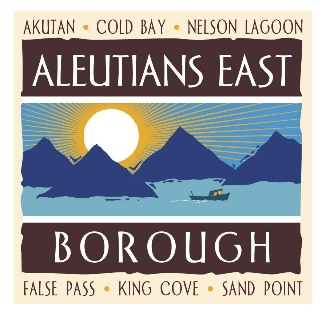 AKUTAN • COLD BAY • NELSON LAGOON
ALEUTIANS EAST
BOROUGH
FALSE PASS • KING COVE • SAND POINT